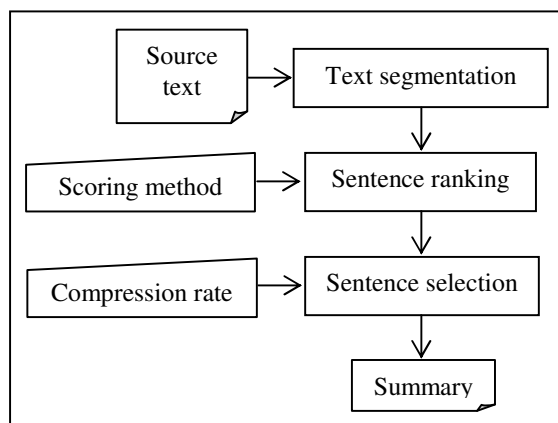 Source
text
Text segmentation
Scoring method
Sentence ranking
Compression rate
Sentence selection
Summary